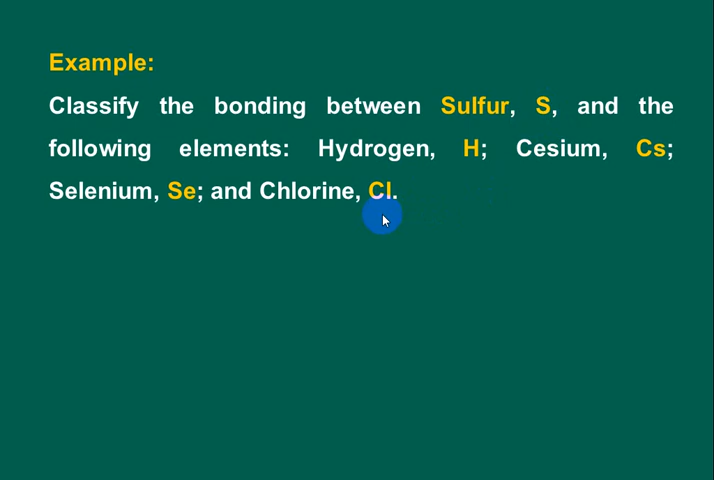 Example:
Classify the bonding between Sulfur, S, and the
following elements: Hydrogen, H; Cesium, Cs;
Selenium, Se; and Chlorine, Cl.